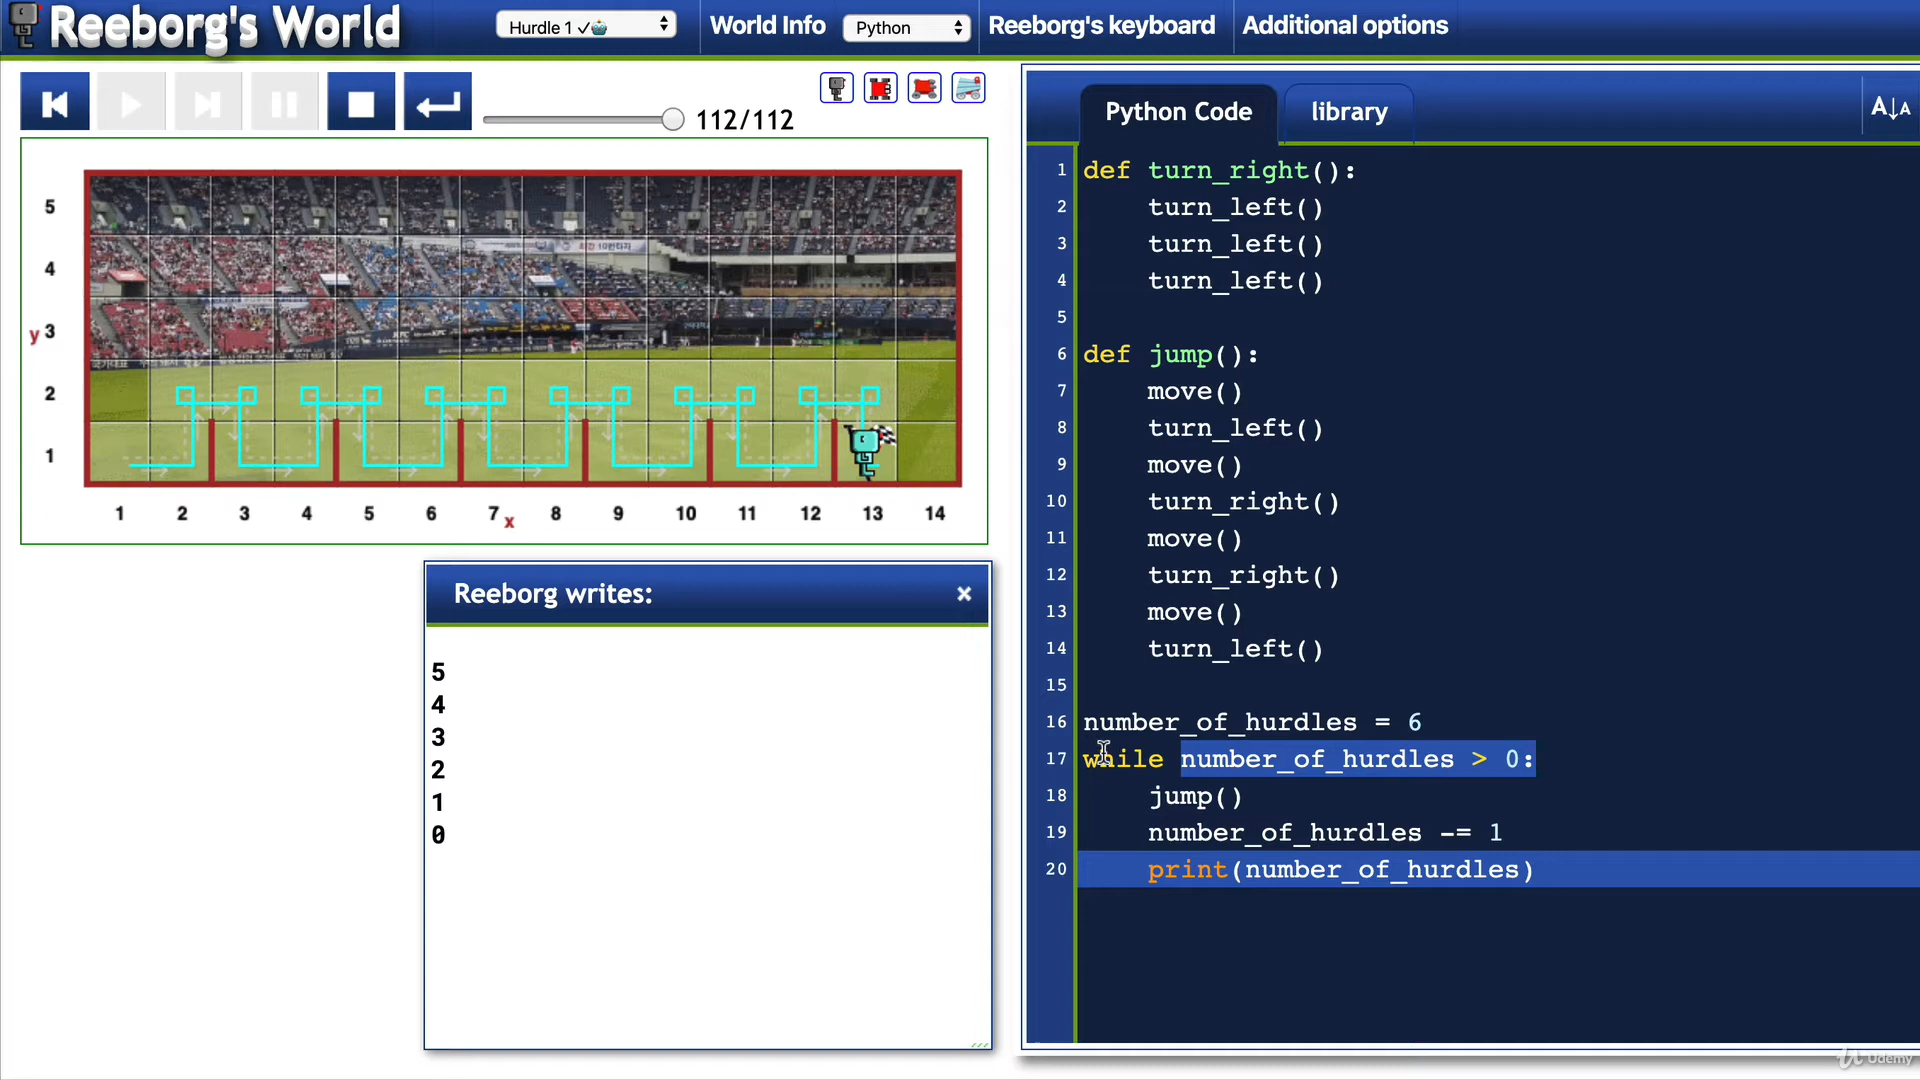 Reeborg's World
Hurdle 1 ✓
World Info
Python
Reeborg's keyboard
Additional options
112/112
Python Code
library
A↓A
5
4
y 3
2
1
1 2 3 4 5 6 7 x 8 9 10 11 12 13 14
Reeborg writes:
×
5
4
3
2
1
0
1 def turn_right():
2     turn_left()
3     turn_left()
4     turn_left()
5
6 def jump():
7     move()
8     turn_left()
9     move()
10     turn_right()
11     move()
12     turn_right()
13     move()
14     turn_left()
15
16 number_of_hurdles = 6
17 while number_of_hurdles > 0:
18     jump()
19     number_of_hurdles -= 1
20     print(number_of_hurdles)
Udemy